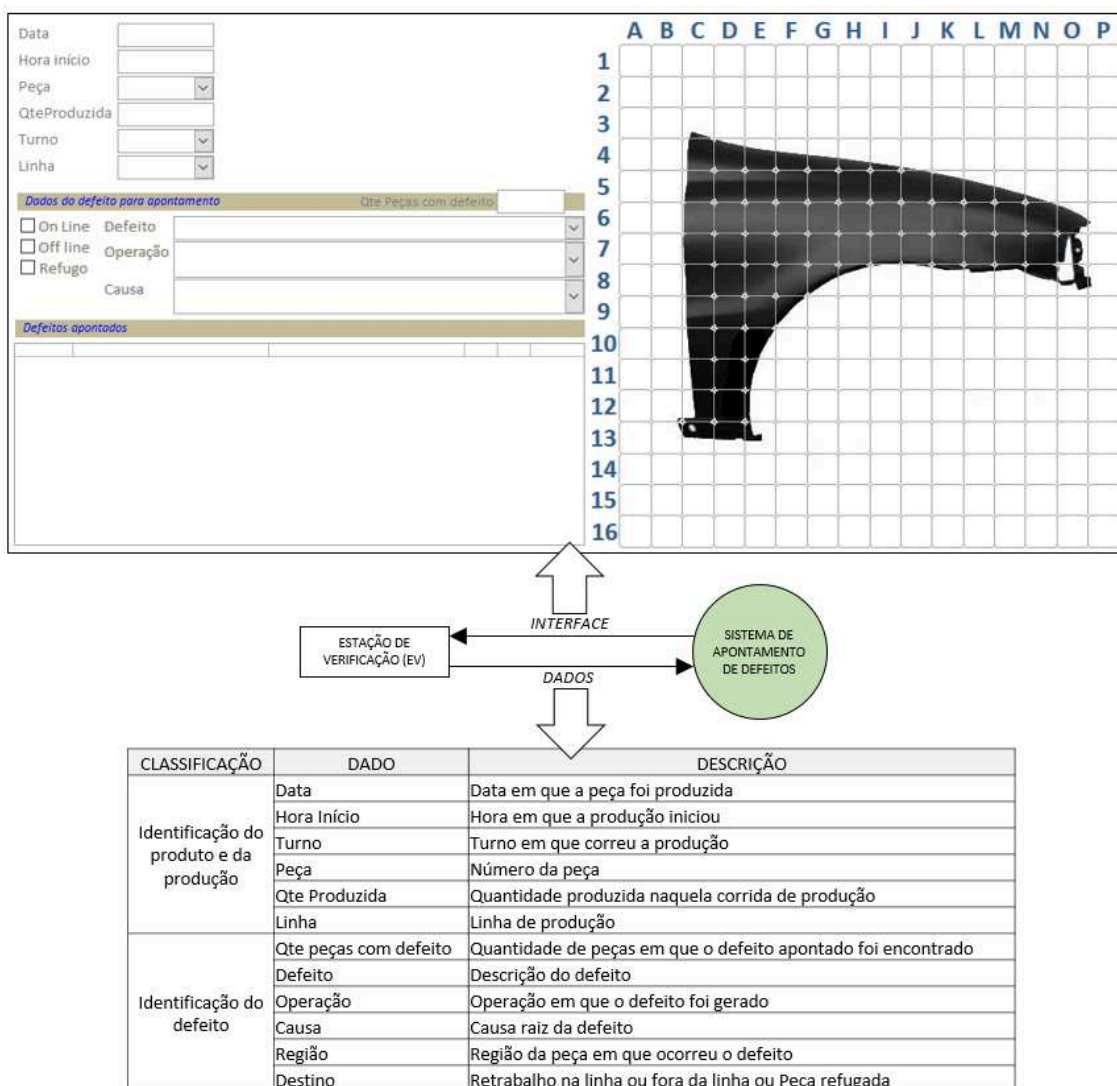 Data
Hora início
Peça
QteProduzida
Turno
Linha
Dados do defeito para apontamento Qte Peças com defeito
On Line Defeito
Off line Operação
Refugo
Causa
Defeitos apontados
A B C D E F G H I J K L M N O P
1
2
3
4
5
6
7
8
9
10
11
12
13
14
15
16
INTERFACE
ESTAÇÃO DE
VERIFICAÇÃO (EV)
SISTEMA DE
APONTAMENTO
DE DEFEITOS
DADOS
CLASSIFICAÇÃO DADO DESCRIÇÃO
Identificação do
produto e da
produção
Data Data em que a peça foi produzida
Hora Início Hora em que a produção iniciou
Turno Turno em que correu a produção
Peça Número da peça
Qte Produzida Quantidade produzida naquela corrida de produção
Linha Linha de produção
Identificação do
defeito
Qte peças com defeito Quantidade de peças em que o defeito apontado foi encontrado
Defeito Descrição do defeito
Operação Operação em que o defeito foi gerado
Causa Causa raiz da defeito
Região Região da peça em que ocorreu o defeito
Destino Retrabalho na linha ou fora da linha ou Peça refugada